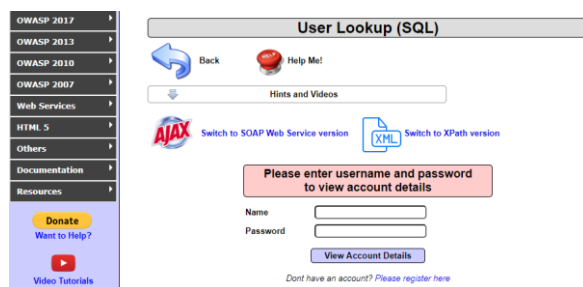 OWASP 2017
OWASP 2013
OWASP 2010
OWASP 2007
Web Services
HTML 5
Others
Documentation
Resources
Donate
Want to Help?
Video Tutorials
User Lookup (SQL)
Back
HELP
Help Me!
Hints and Videos
AJAX
Switch to SOAP Web Service version
XML
Switch to XPath version
Please enter username and password
to view account details
Name
Password
View Account Details
Dont have an account? Please register here